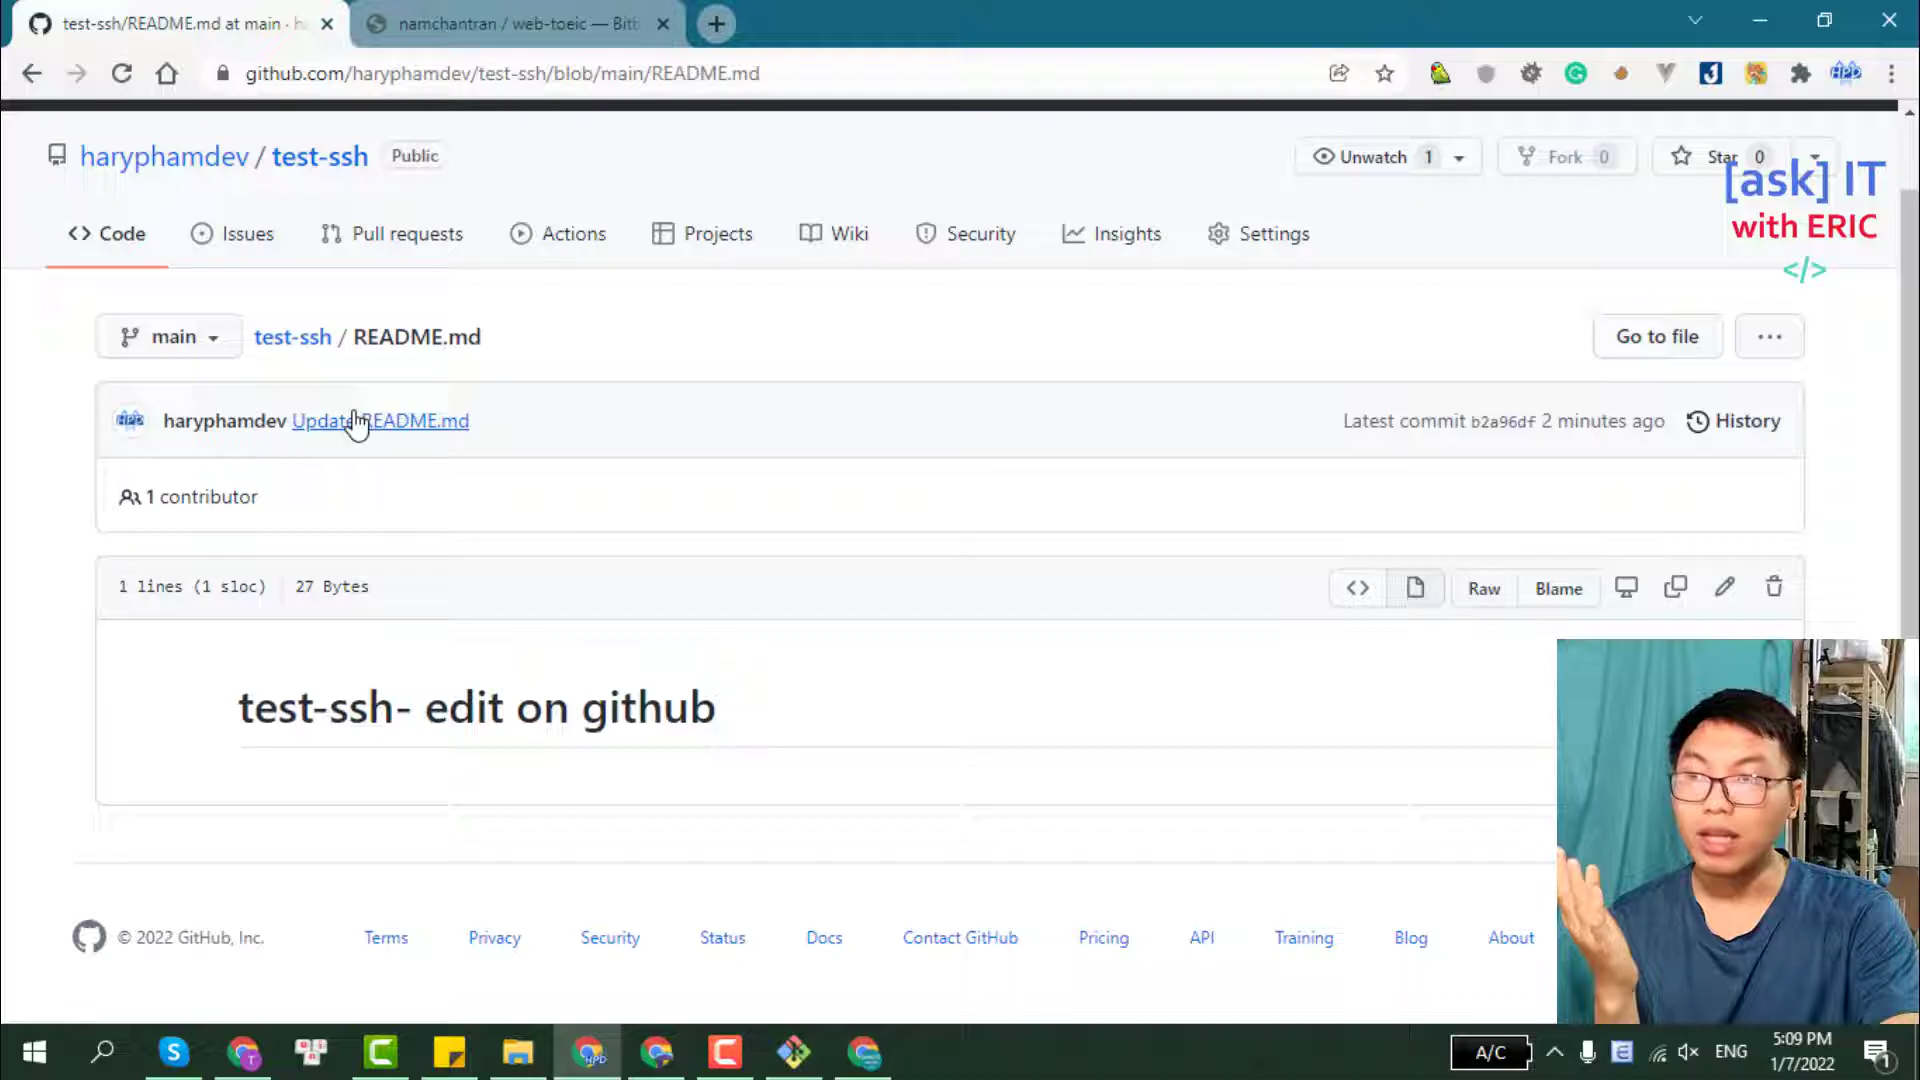 test-ssh/README.md at main · h
namchantran / web-toeic — Bitb
github.com/haryphamdev/test-ssh/blob/main/README.md
haryphamdev / test-ssh Public
Unwatch 1
Fork 0
Star 0
[ask] IT
with ERIC
</>
Code
Issues
Pull requests
Actions
Projects
Wiki
Security
Insights
Settings
main
test-ssh / README.md
Go to file
haryphamdev Update README.md
Latest commit b2a96df 2 minutes ago
History
1 contributor
1 lines (1 sloc) 27 Bytes
Raw
Blame
test-ssh- edit on github
© 2022 GitHub, Inc.
Terms
Privacy
Security
Status
Docs
Contact GitHub
Pricing
API
Training
Blog
About
A/C
ENG
5:09 PM
1/7/2022
1